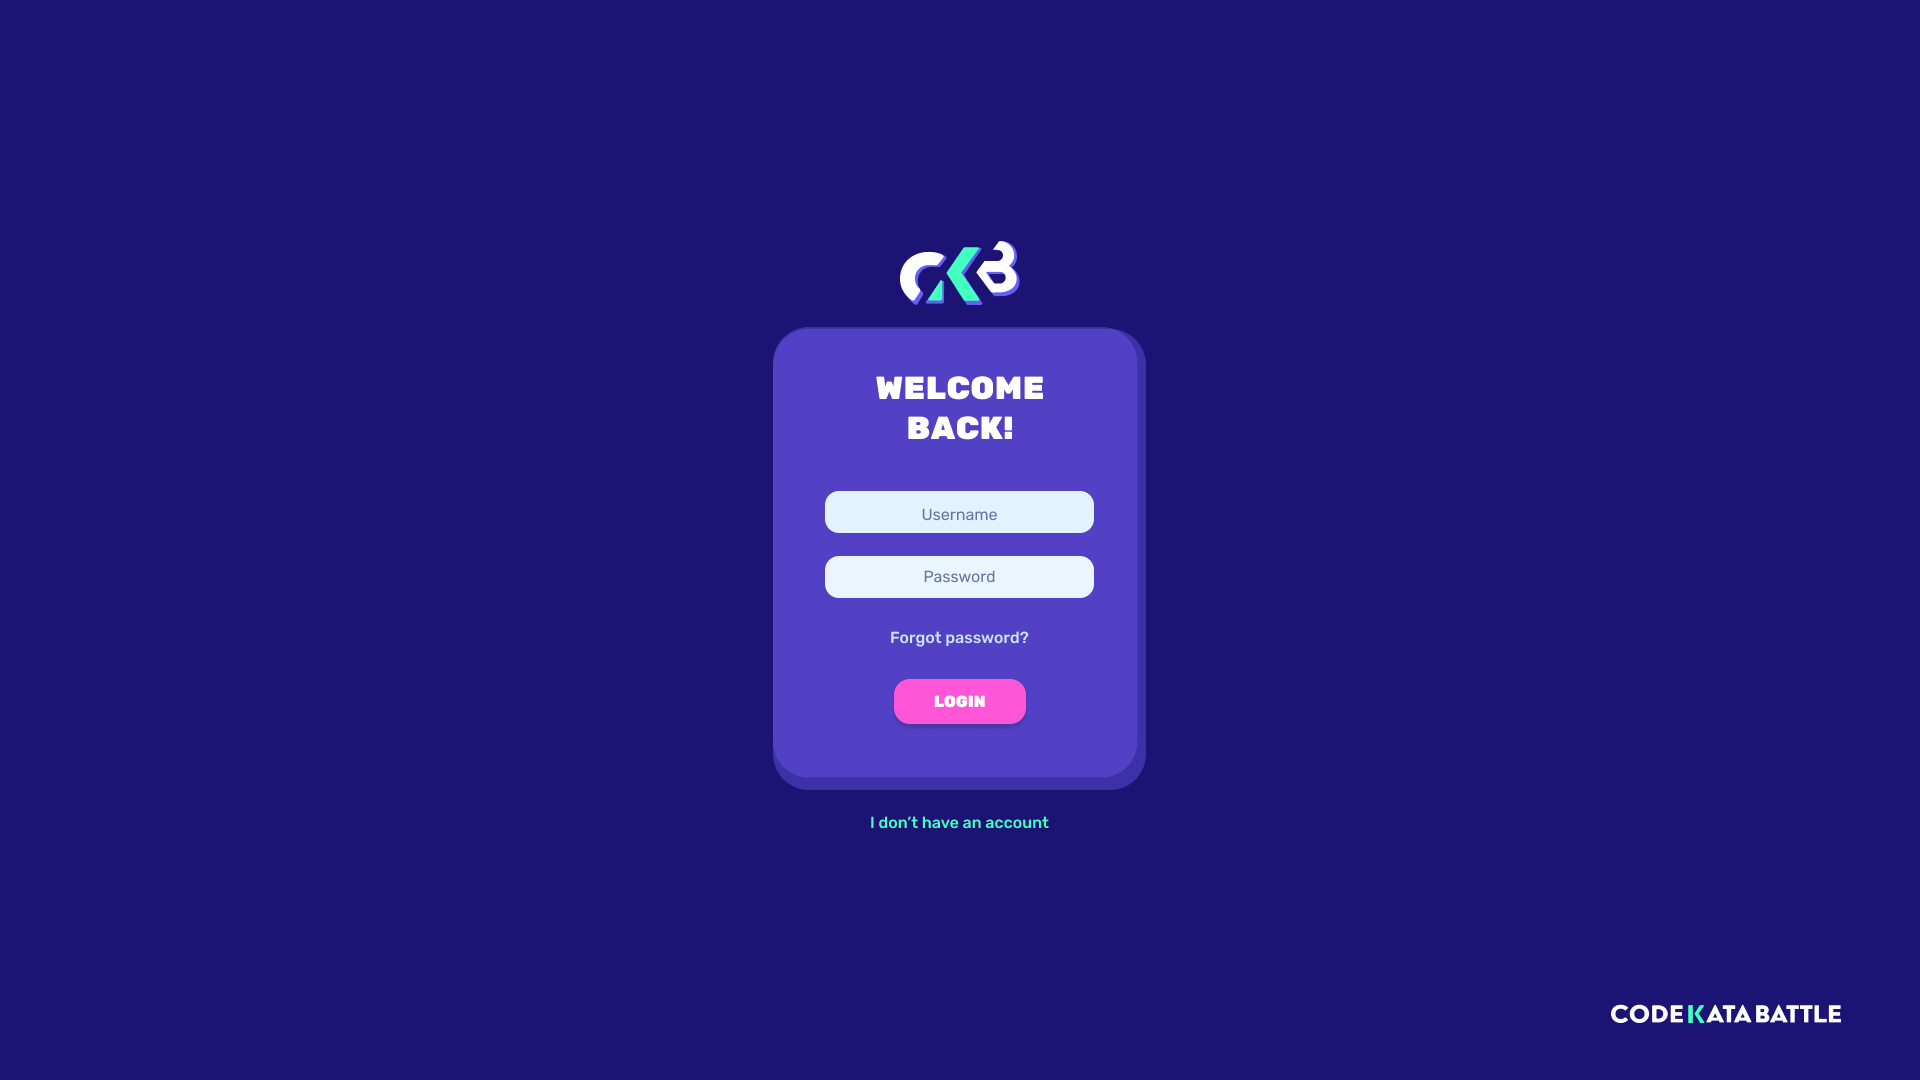 CKB
WELCOME
BACK!
Username
Password
Forgot password?
LOGIN
I don’t have an account
CODE KATA BATTLE